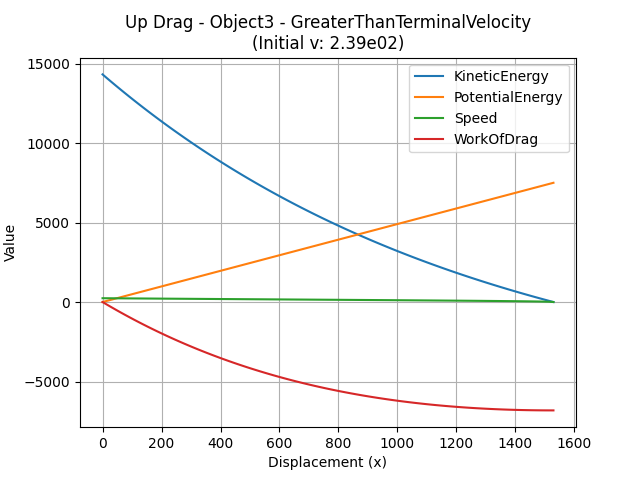 Up Drag - Object3 - GreaterThanTerminalVelocity
(Initial v: 2.39e02)
15000
10000
5000
0
−5000
Value
KineticEnergy
PotentialEnergy
Speed
WorkOfDrag
0 200 400 600 800 1000 1200 1400 1600
Displacement (x)